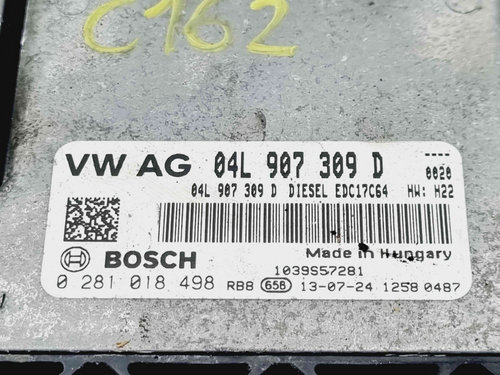 C162
VW AG 04L 907 309 D ---- 0020
04L 907 309 D DIESEL EDC17C64 HW: H22
Made in Hungary
BOSCH 1039S57281
0 281 018 498 RB8 65B 13-07-24 1258 0487